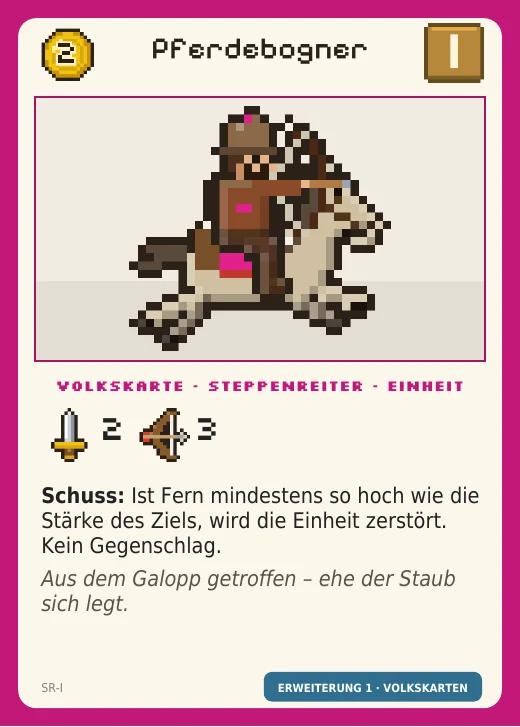 2
Pferdebogner
I
VOLKSKARTE - STEPPENREITER - EINHEIT
2
3
Schuss: Ist Fern mindestens so hoch wie die
Stärke des Ziels, wird die Einheit zerstört.
Kein Gegenschlag.
Aus dem Galopp getroffen – ehe der Staub
sich legt.
SR-I
ERWEITERUNG 1 · VOLKSKARTEN